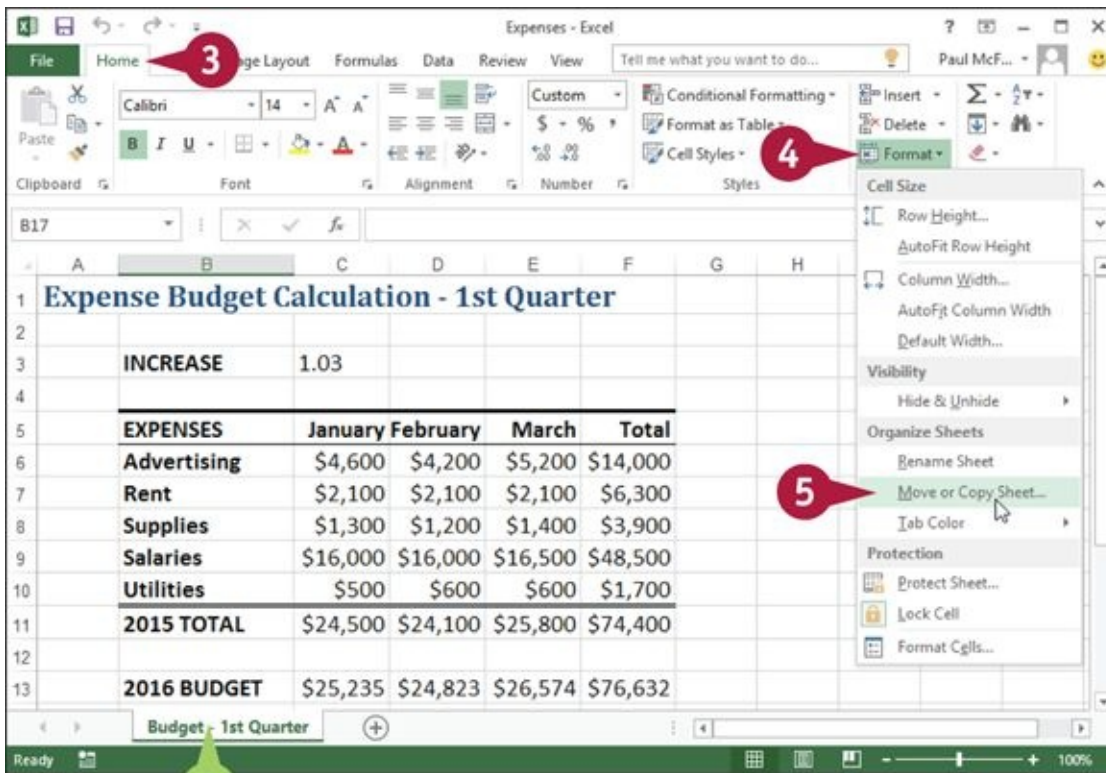 Expenses - Excel
File Home 3 ge Layout Formulas Data Review View Tell me what you want to do... Paul McF...
Paste Calibri 14 Custom Conditional Formatting Insert
$ % , Format as Table Delete
B I U A Cell Styles 4 Format
Clipboard Font Alignment Number Styles
Cell Size
Row Height...
AutoFit Row Height
Column Width...
AutoFit Column Width
Default Width...
Visibility
Hide & Unhide
Organize Sheets
Rename Sheet
5 Move or Copy Sheet...
Tab Color
Protection
Protect Sheet...
Lock Cell
Format Cells...
B17 fx
A B C D E F G H
1 Expense Budget Calculation - 1st Quarter
2
3 INCREASE 1.03
4
5 EXPENSES January February March Total
6 Advertising $4,600 $4,200 $5,200 $14,000
7 Rent $2,100 $2,100 $2,100 $6,300
8 Supplies $1,300 $1,200 $1,400 $3,900
9 Salaries $16,000 $16,000 $16,500 $48,500
10 Utilities $500 $600 $600 $1,700
11 2015 TOTAL $24,500 $24,100 $25,800 $74,400
12
13 2016 BUDGET $25,235 $24,823 $26,574 $76,632
Budget - 1st Quarter
Ready 100%